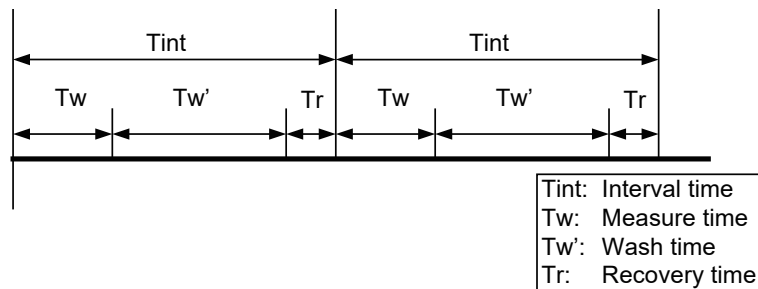 Tint Tint
Tw Tw’ Tr Tw Tw’ Tr
Tint: Interval time
Tw: Measure time
Tw’: Wash time
Tr: Recovery time